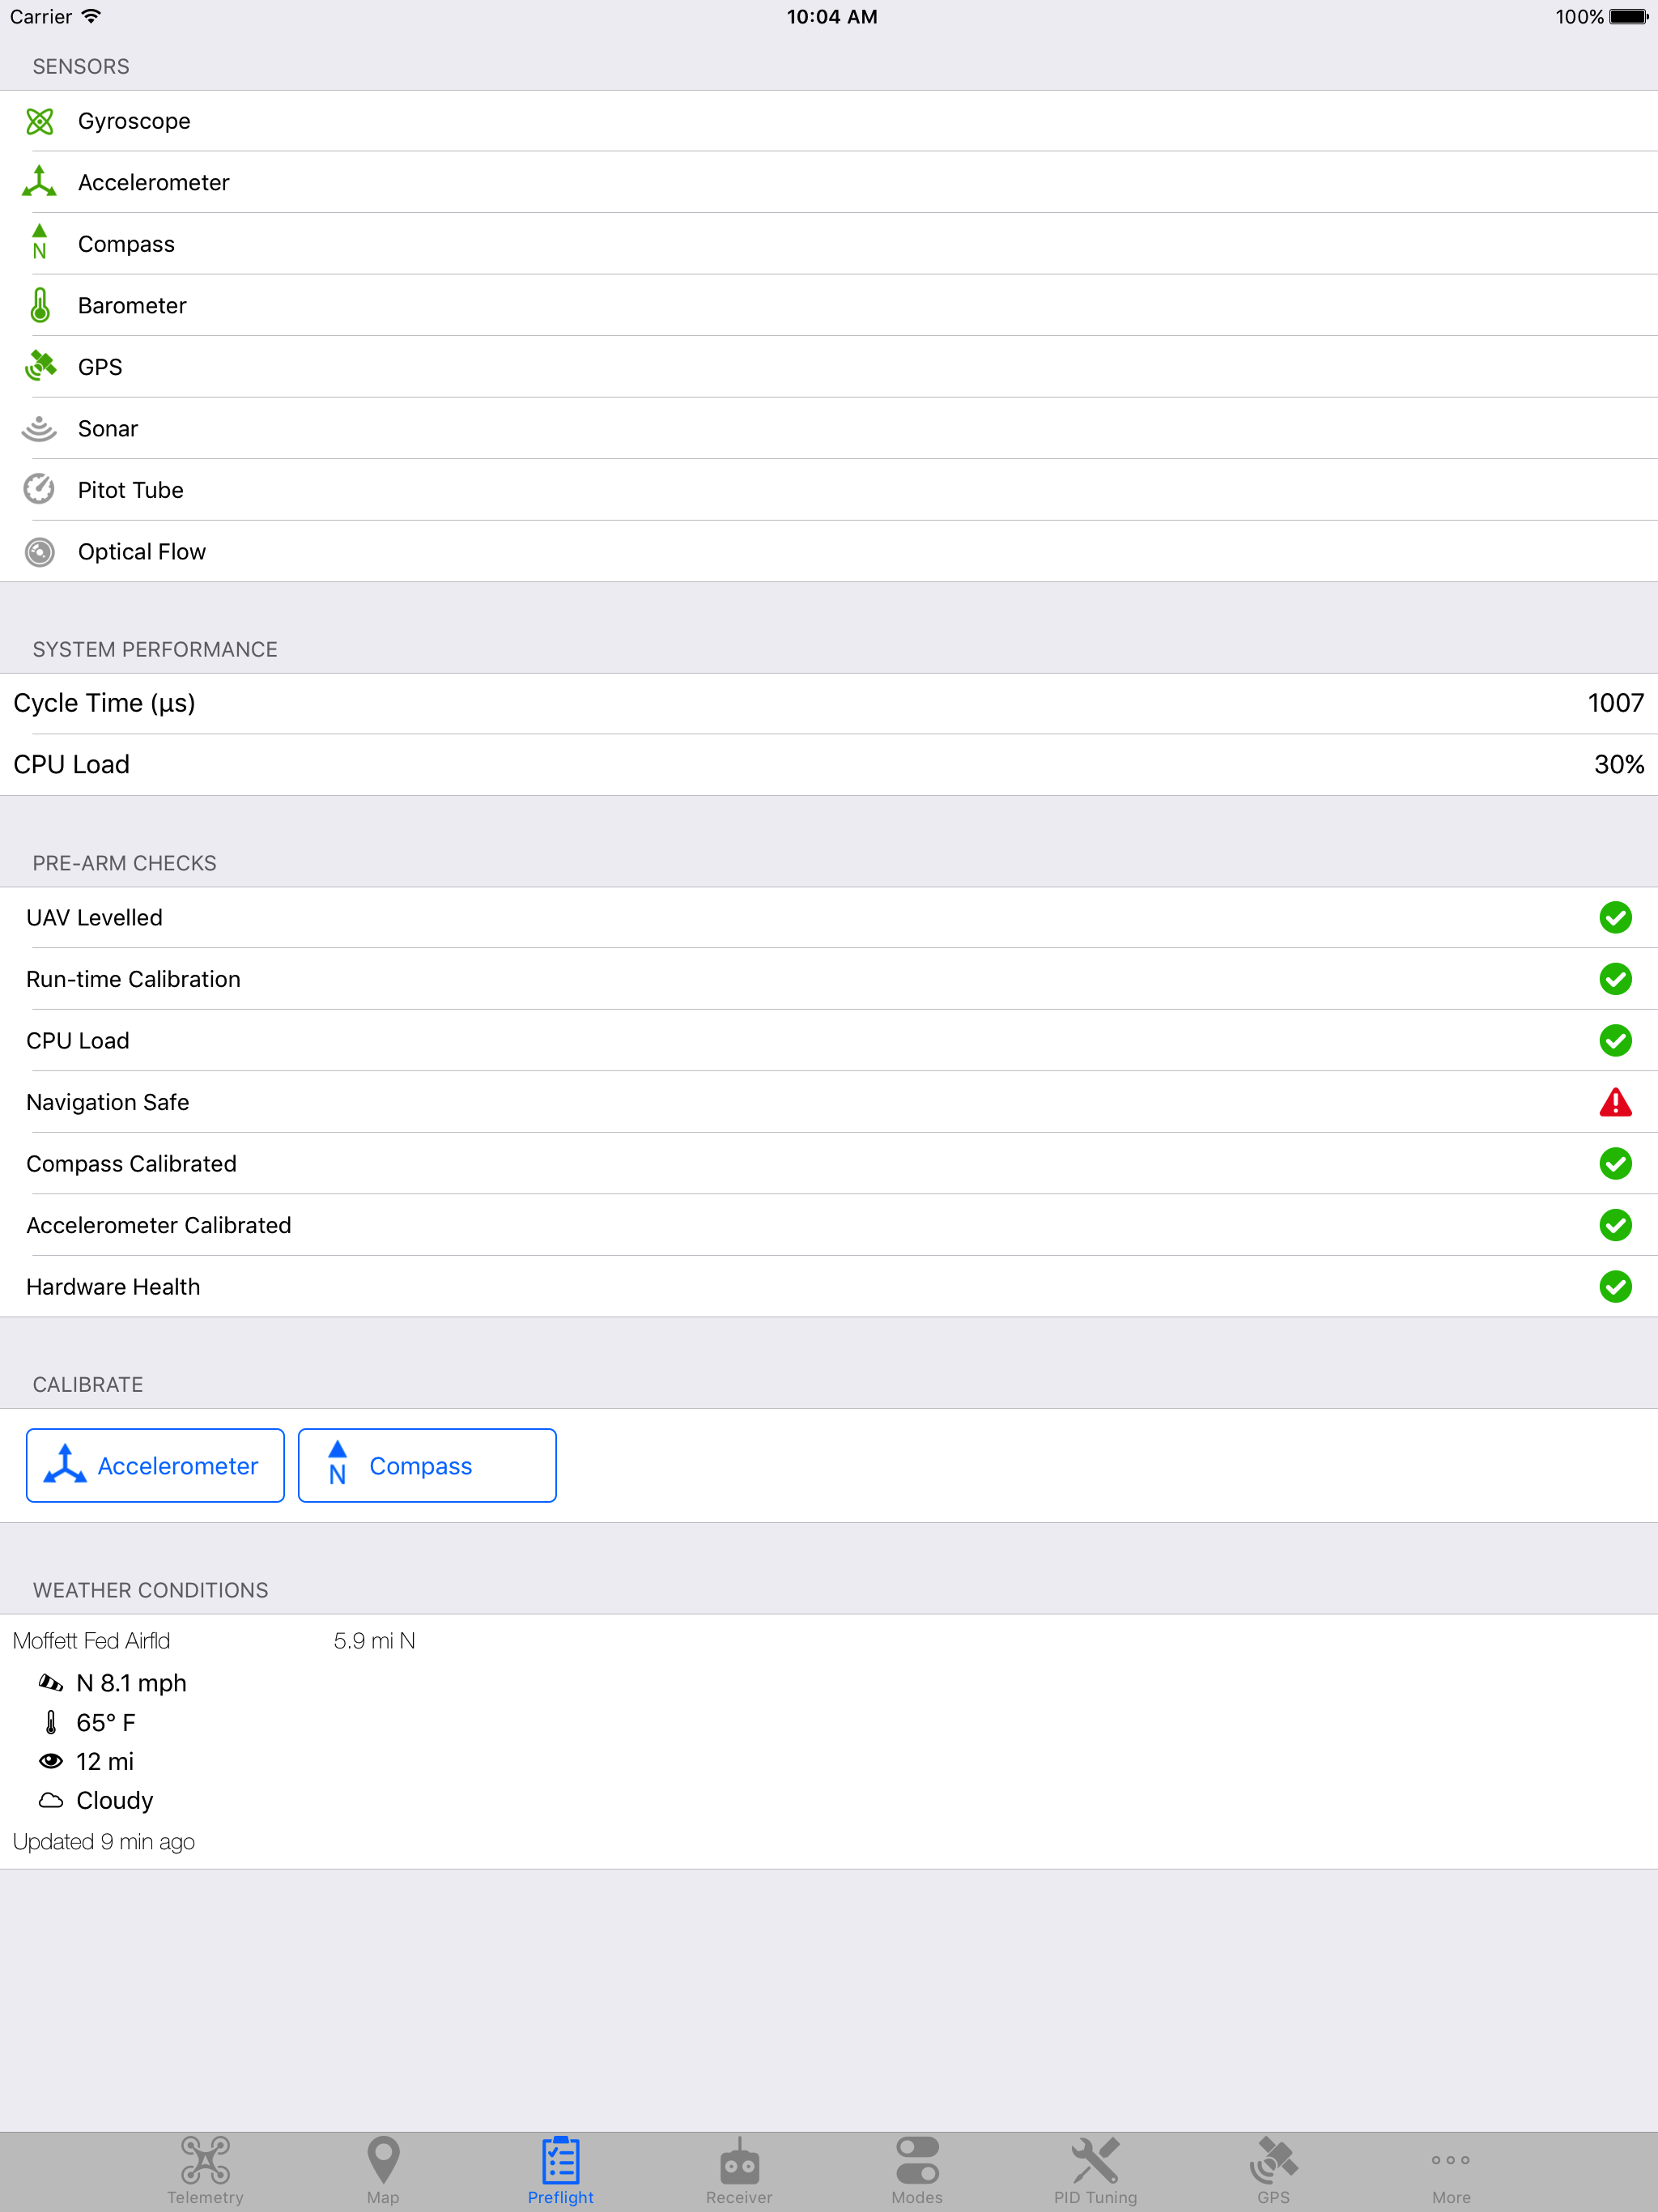 Carrier 10:04 AM 100%
SENSORS
Gyroscope
Accelerometer
N Compass
Barometer
GPS
Sonar
Pitot Tube
Optical Flow
SYSTEM PERFORMANCE
Cycle Time (µs) 1007
CPU Load 30%
PRE-ARM CHECKS
UAV Levelled
Run-time Calibration
CPU Load
Navigation Safe
Compass Calibrated
Accelerometer Calibrated
Hardware Health
CALIBRATE
Accelerometer N Compass
WEATHER CONDITIONS
Moffett Fed Airfld 5.9 mi N
N 8.1 mph
65° F
12 mi
Cloudy
Updated 9 min ago
Telemetry Map Preflight Receiver Modes PID Tuning GPS More